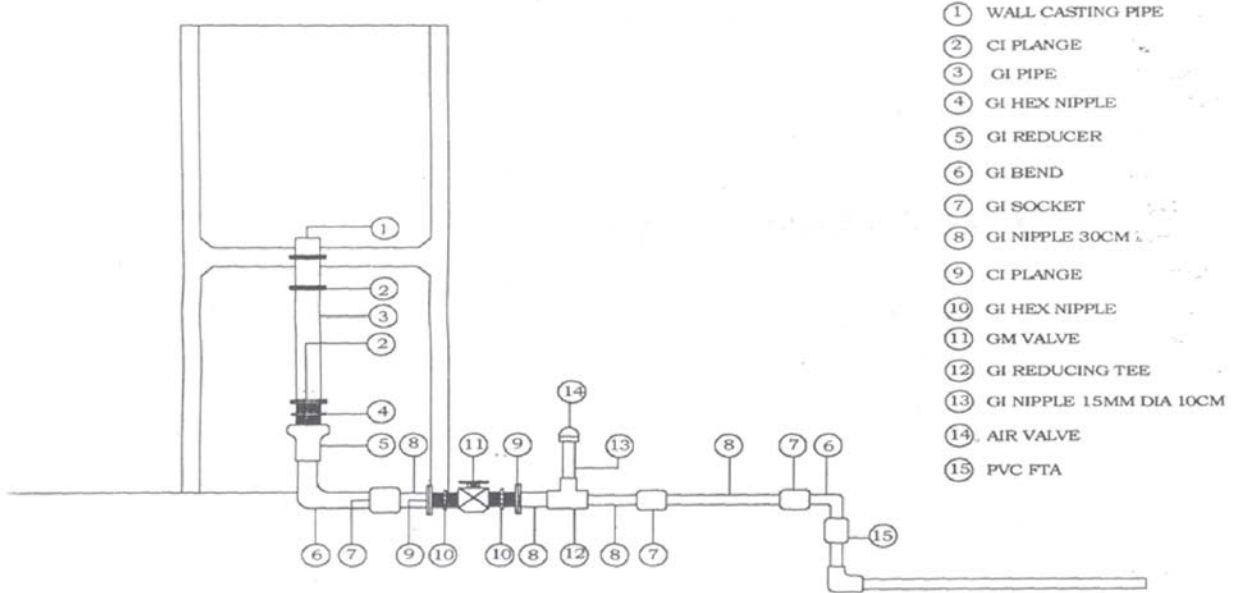 1 WALL CASTING PIPE
2 CI PLANGE
3 GI PIPE
4 GI HEX NIPPLE
5 GI REDUCER
6 GI BEND
7 GI SOCKET
8 GI NIPPLE 30CM
9 CI PLANGE
10 GI HEX NIPPLE
11 GM VALVE
12 GI REDUCING TEE
13 GI NIPPLE 15MM DIA 10CM
14. AIR VALVE
15 PVC FTA
1
2
3
2
4
5
8
11
9
14
13
8
7
6
6
7
9
10
10
8
12
8
7
15